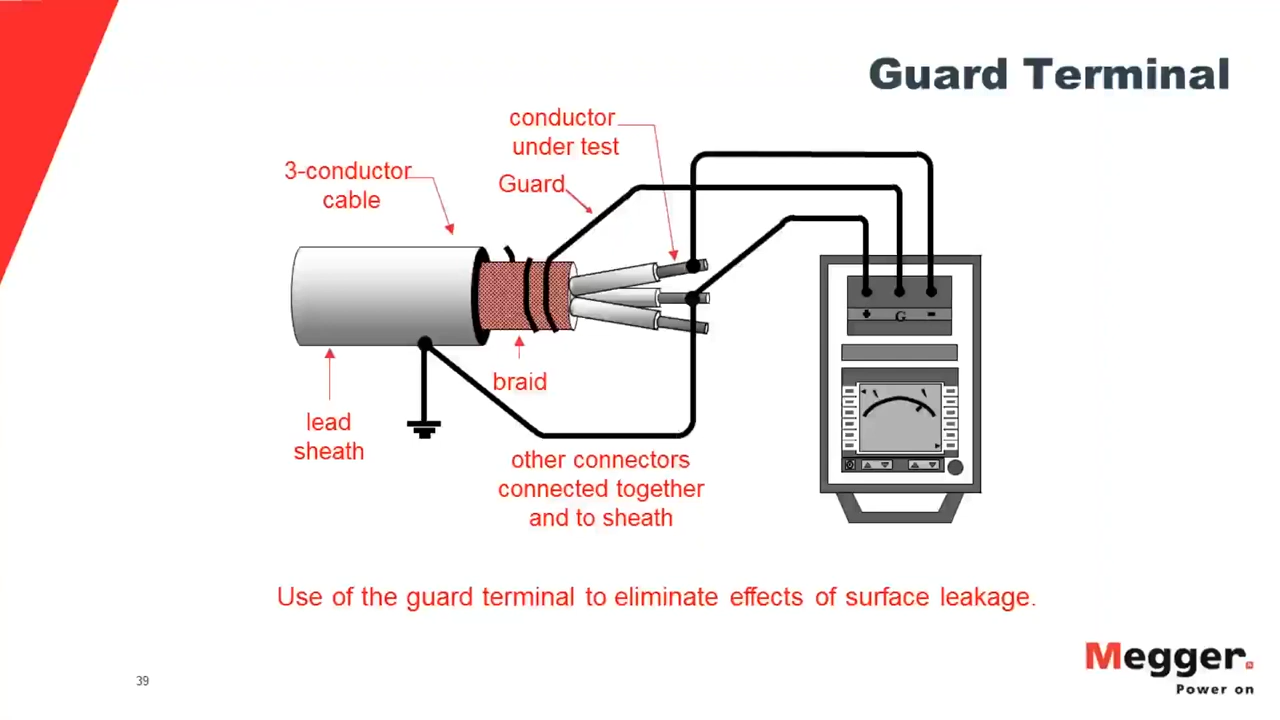 Guard Terminal
conductor
under test
3-conductor
cable
Guard
+ G -
braid
lead
sheath
other connectors
connected together
and to sheath
Use of the guard terminal to eliminate effects of surface leakage.
39
Megger.
Power on